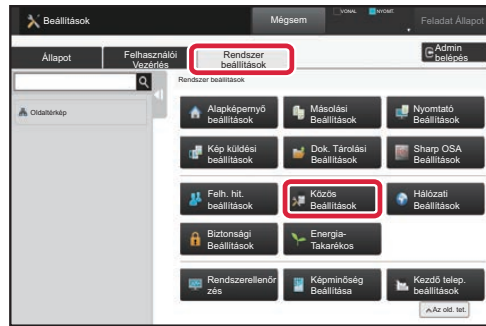 Beállítások
Mégsem
VONAL
NYOMT.
Feladat Állapot
Állapot
Felhasználói
Vezérlés
Rendszer
beállítások
Admin
belépés
Rendszer beállítások
Oldaltérkép
Alapképernyő
beállítások
Másolási
Beállítások
Nyomtató
Beállítások
Kép küldési
beállítások
Dok. Tárolási
Beállítások
Sharp OSA
Beállítások
Felh. hit.
beállítások
Közös
Beállítások
Hálózati
Beállítások
Biztonsági
Beállítások
Energia-
Takarékos
Rendszerellenőr
zés
Képminőség
Beállítása
Kezdő telep.
beállítások
Az old. tet.